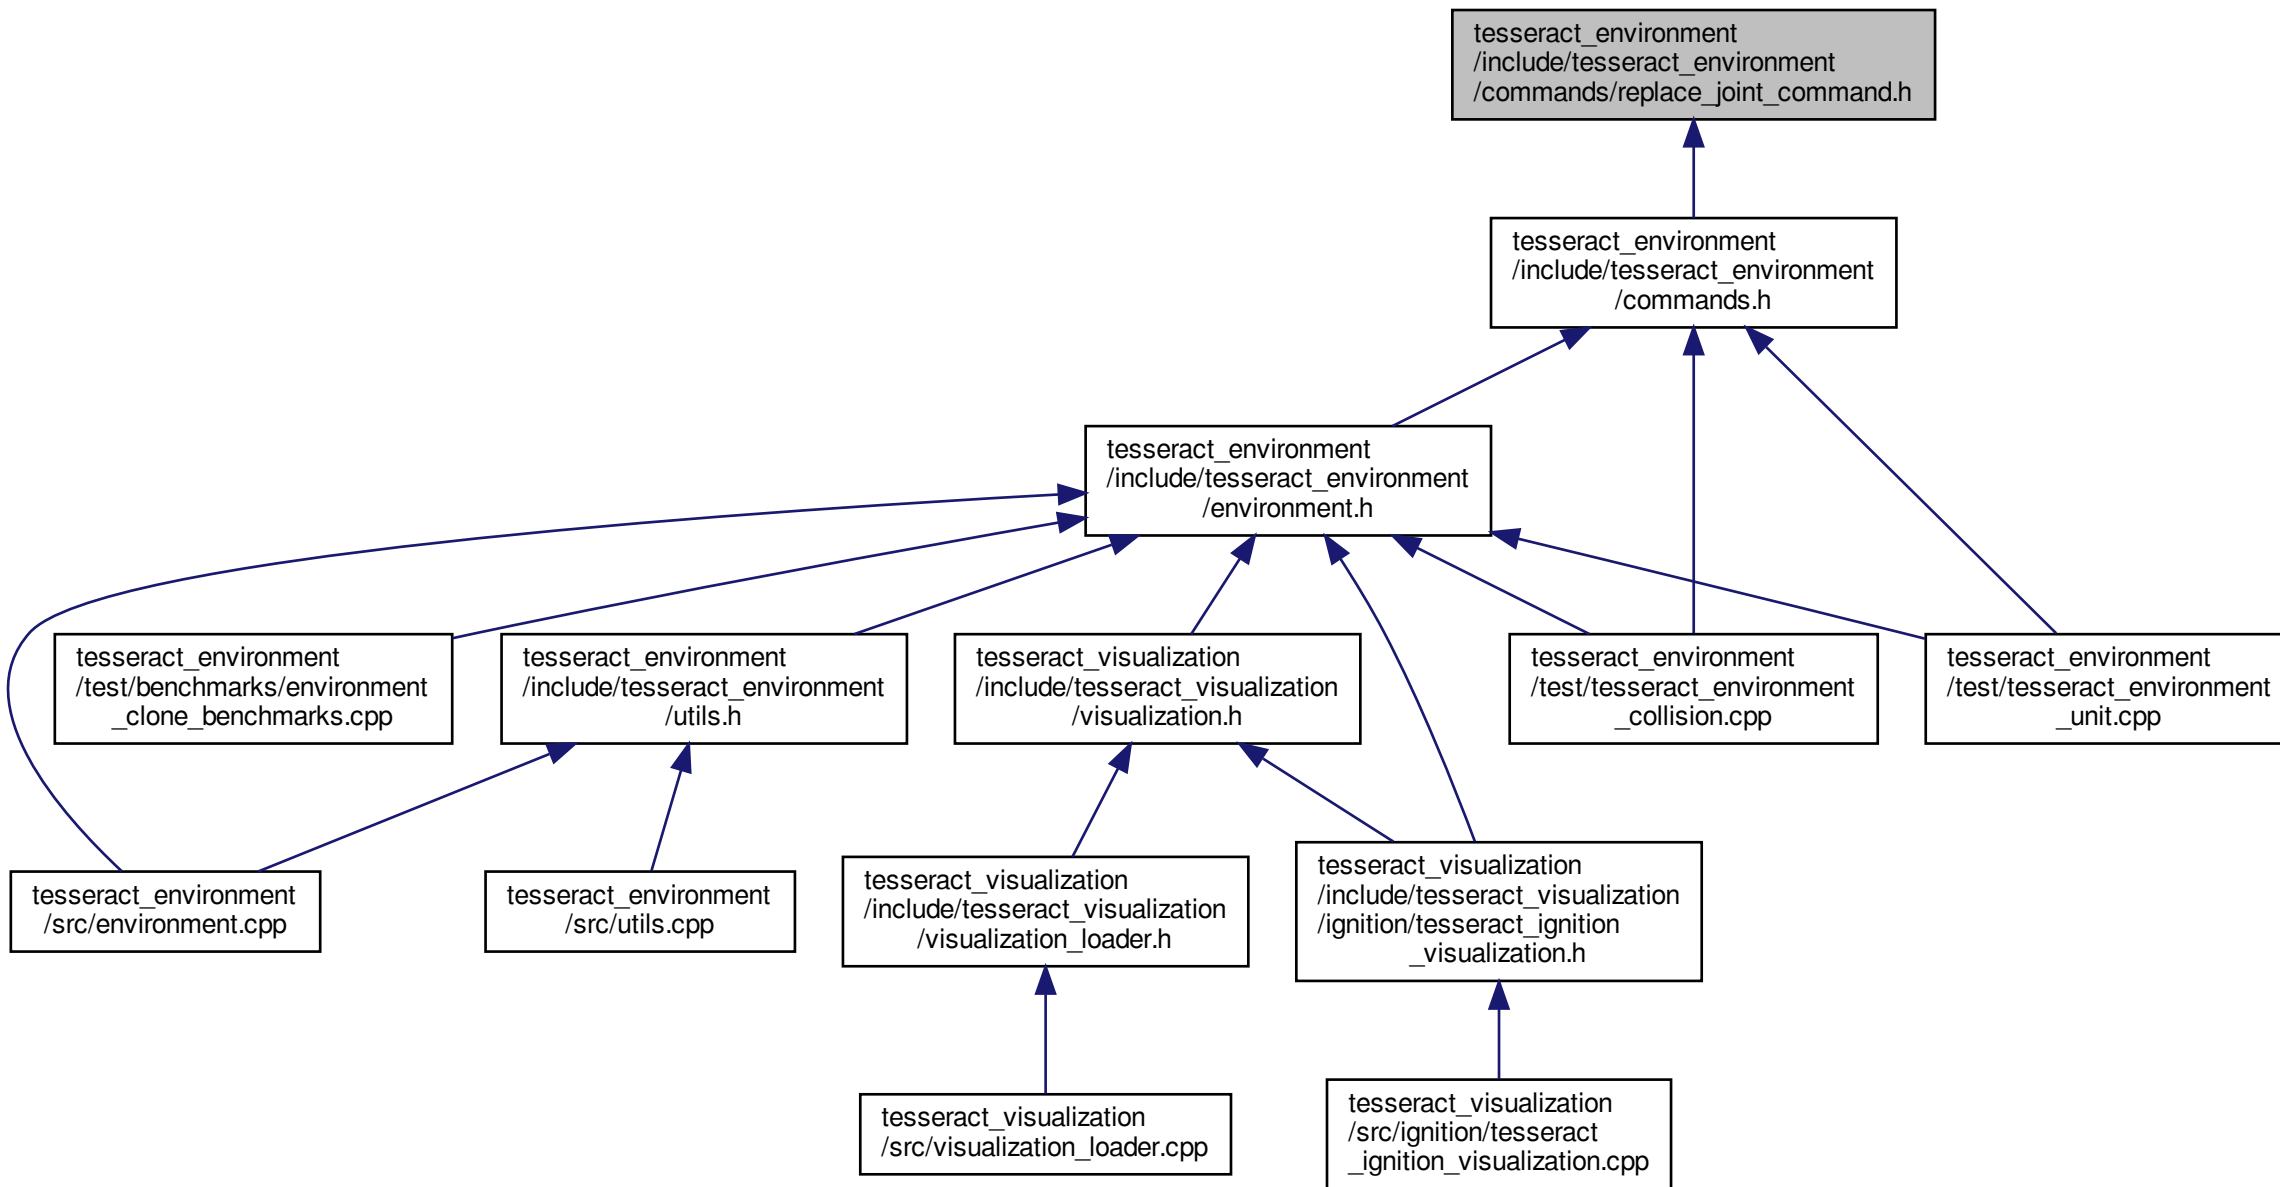 tesseract_environment
/include/tesseract_environment
/commands/replace_joint_command.h
tesseract_environment
/include/tesseract_environment
/commands.h
tesseract_environment
/include/tesseract_environment
/environment.h
tesseract_environment
/test/benchmarks/environment
_clone_benchmarks.cpp
tesseract_environment
/include/tesseract_environment
/utils.h
tesseract_visualization
/include/tesseract_visualization
/visualization.h
tesseract_environment
/test/tesseract_environment
_collision.cpp
tesseract_environment
/test/tesseract_environment
_unit.cpp
tesseract_environment
/src/environment.cpp
tesseract_environment
/src/utils.cpp
tesseract_visualization
/include/tesseract_visualization
/visualization_loader.h
tesseract_visualization
/include/tesseract_visualization
/ignition/tesseract_ignition
_visualization.h
tesseract_visualization
/src/visualization_loader.cpp
tesseract_visualization
/src/ignition/tesseract
_ignition_visualization.cpp